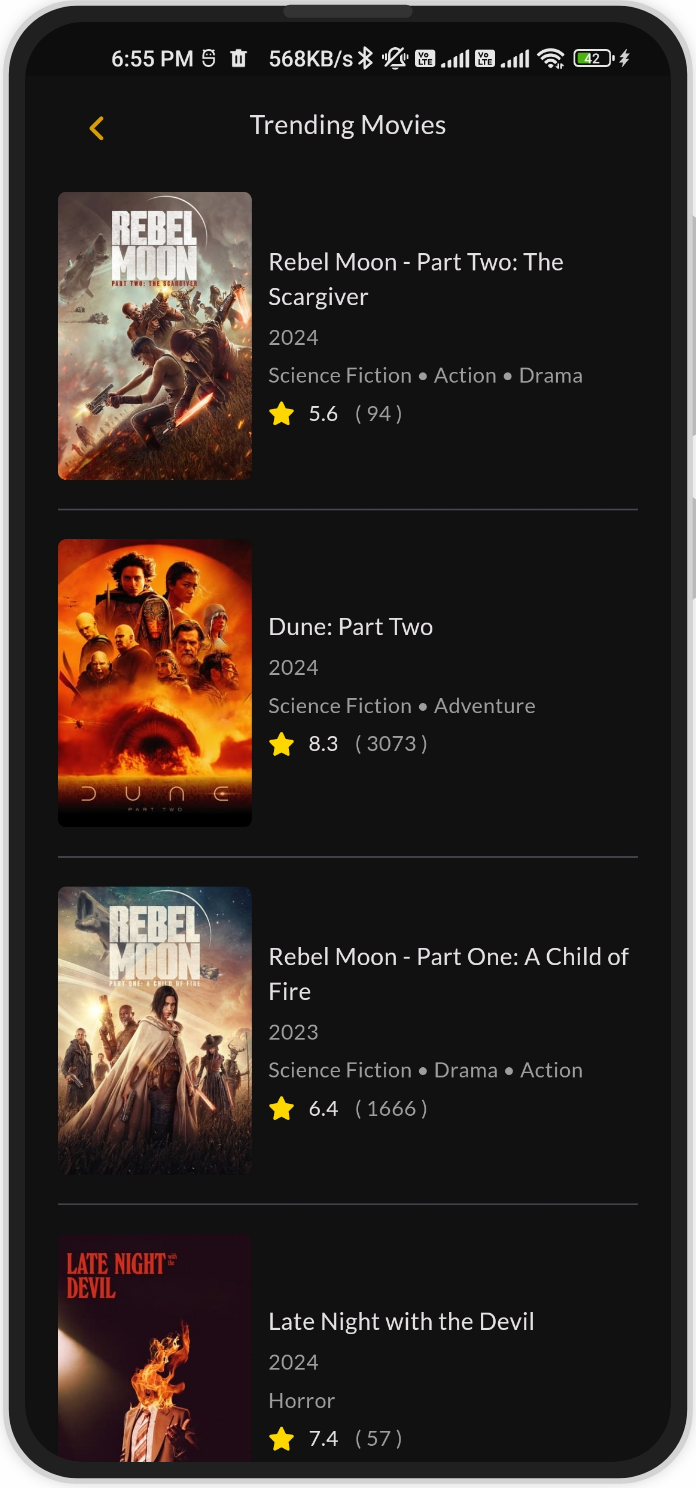 6:55 PM 568KB/s Vo LTE Vo LTE 42
Trending Movies
REBEL
MOON
PART TWO: THE SCARGIVER
Rebel Moon - Part Two: The
Scargiver
2024
Science Fiction • Action • Drama
5.6 ( 94 )
DUNE
PART TWO
Dune: Part Two
2024
Science Fiction • Adventure
8.3 ( 3073 )
REBEL
MOON
PART ONE: A CHILD OF FIRE
Rebel Moon - Part One: A Child of
Fire
2023
Science Fiction • Drama • Action
6.4 ( 1666 )
LATE NIGHT with the
DEVIL
Late Night with the Devil
2024
Horror
7.4 ( 57 )